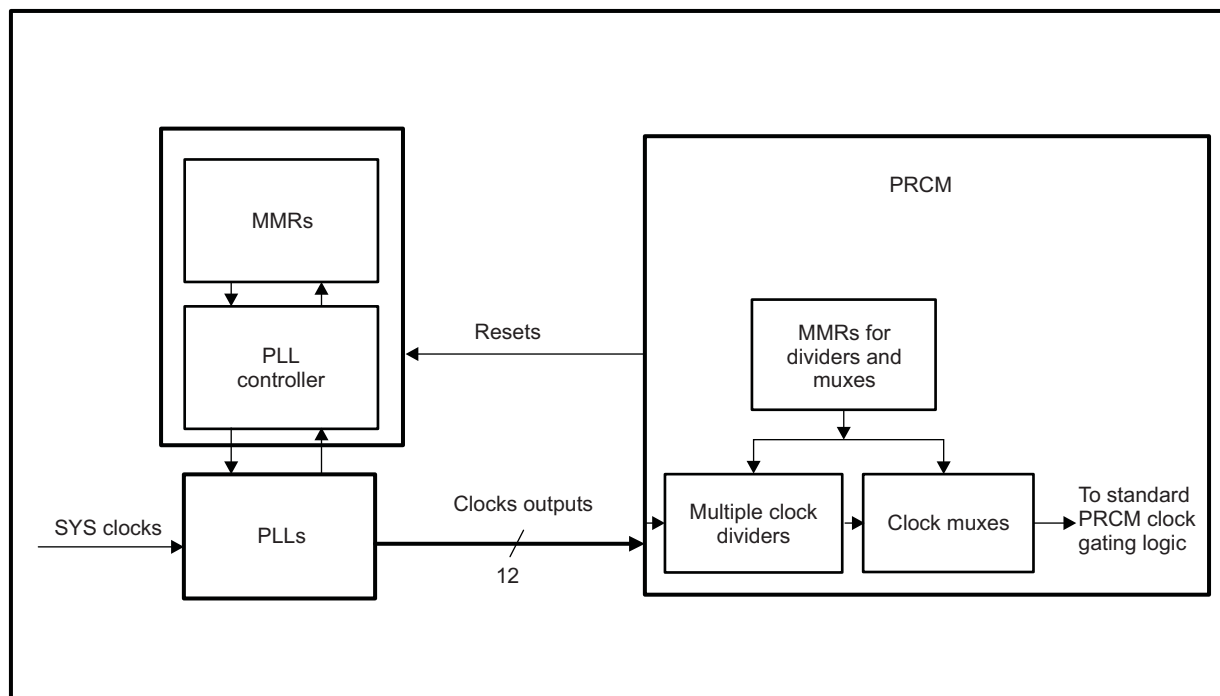 PRCM
MMRs
Resets
MMRs for
dividers and
muxes
PLL
controller
SYS clocks
PLLs
Clocks outputs
12
Multiple clock
dividers
Clock muxes
To standard
PRCM clock
gating logic